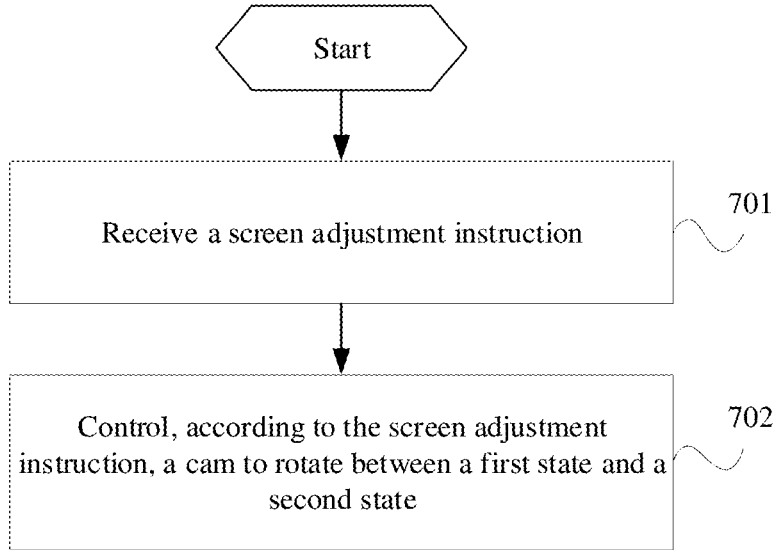 Start
Receive a screen adjustment instruction
701
Control, according to the screen adjustment
instruction, a cam to rotate between a first state and a
second state
702